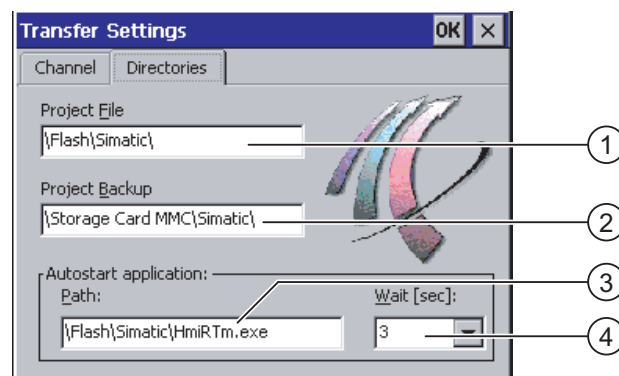 Transfer Settings OK ×
Channel Directories
Project File
\Flash\Simatic\
1
Project Backup
\Storage Card MMC\Simatic\
2
Autostart application:
3
Path: Wait [sec]:
\Flash\Simatic\HmiRTm.exe 3
4